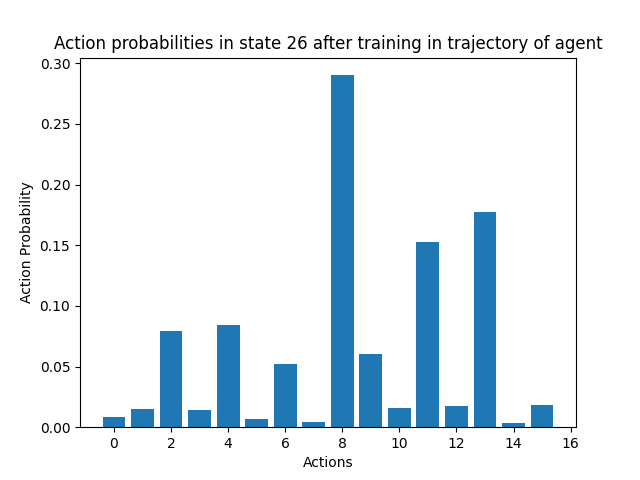 Action probabilities in state 26 after training in trajectory of agent
0.30
0.25
0.20
0.15
0.10
0.05
0.00
Action Probability
0 2 4 6 8 10 12 14 16
Actions